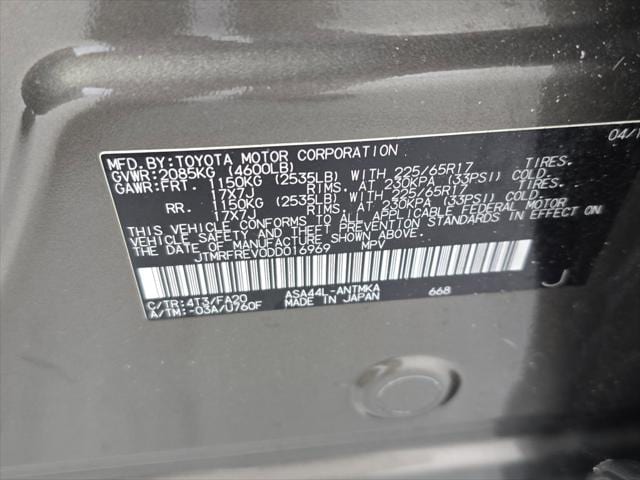 04/1
MFD.BY:TOYOTA MOTOR CORPORATION
GVWR:2085KG (4600LB)
GAWR:FRT. 1150KG (2535LB) WITH 225/65R17 TIRES.
17X7J RIMS. AT 230KPA (33PSI) COLD.
RR. 1150KG (2535LB) WITH 225/65R17 TIRES.
17X7J RIMS. AT 230KPA (33PSI) COLD.
THIS VEHICLE CONFORMS TO ALL APPLICABLE FEDERAL MOTOR
VEHICLE SAFETY AND THEFT PREVENTION STANDARDS IN EFFECT ON
THE DATE OF MANUFACTURE SHOWN ABOVE.
JTMRFREV0DD016969 MPV
C/TR:4T3/FA20 ASA44L-ANTMKA 668 J
A/TM:-03A/U760F MADE IN JAPAN